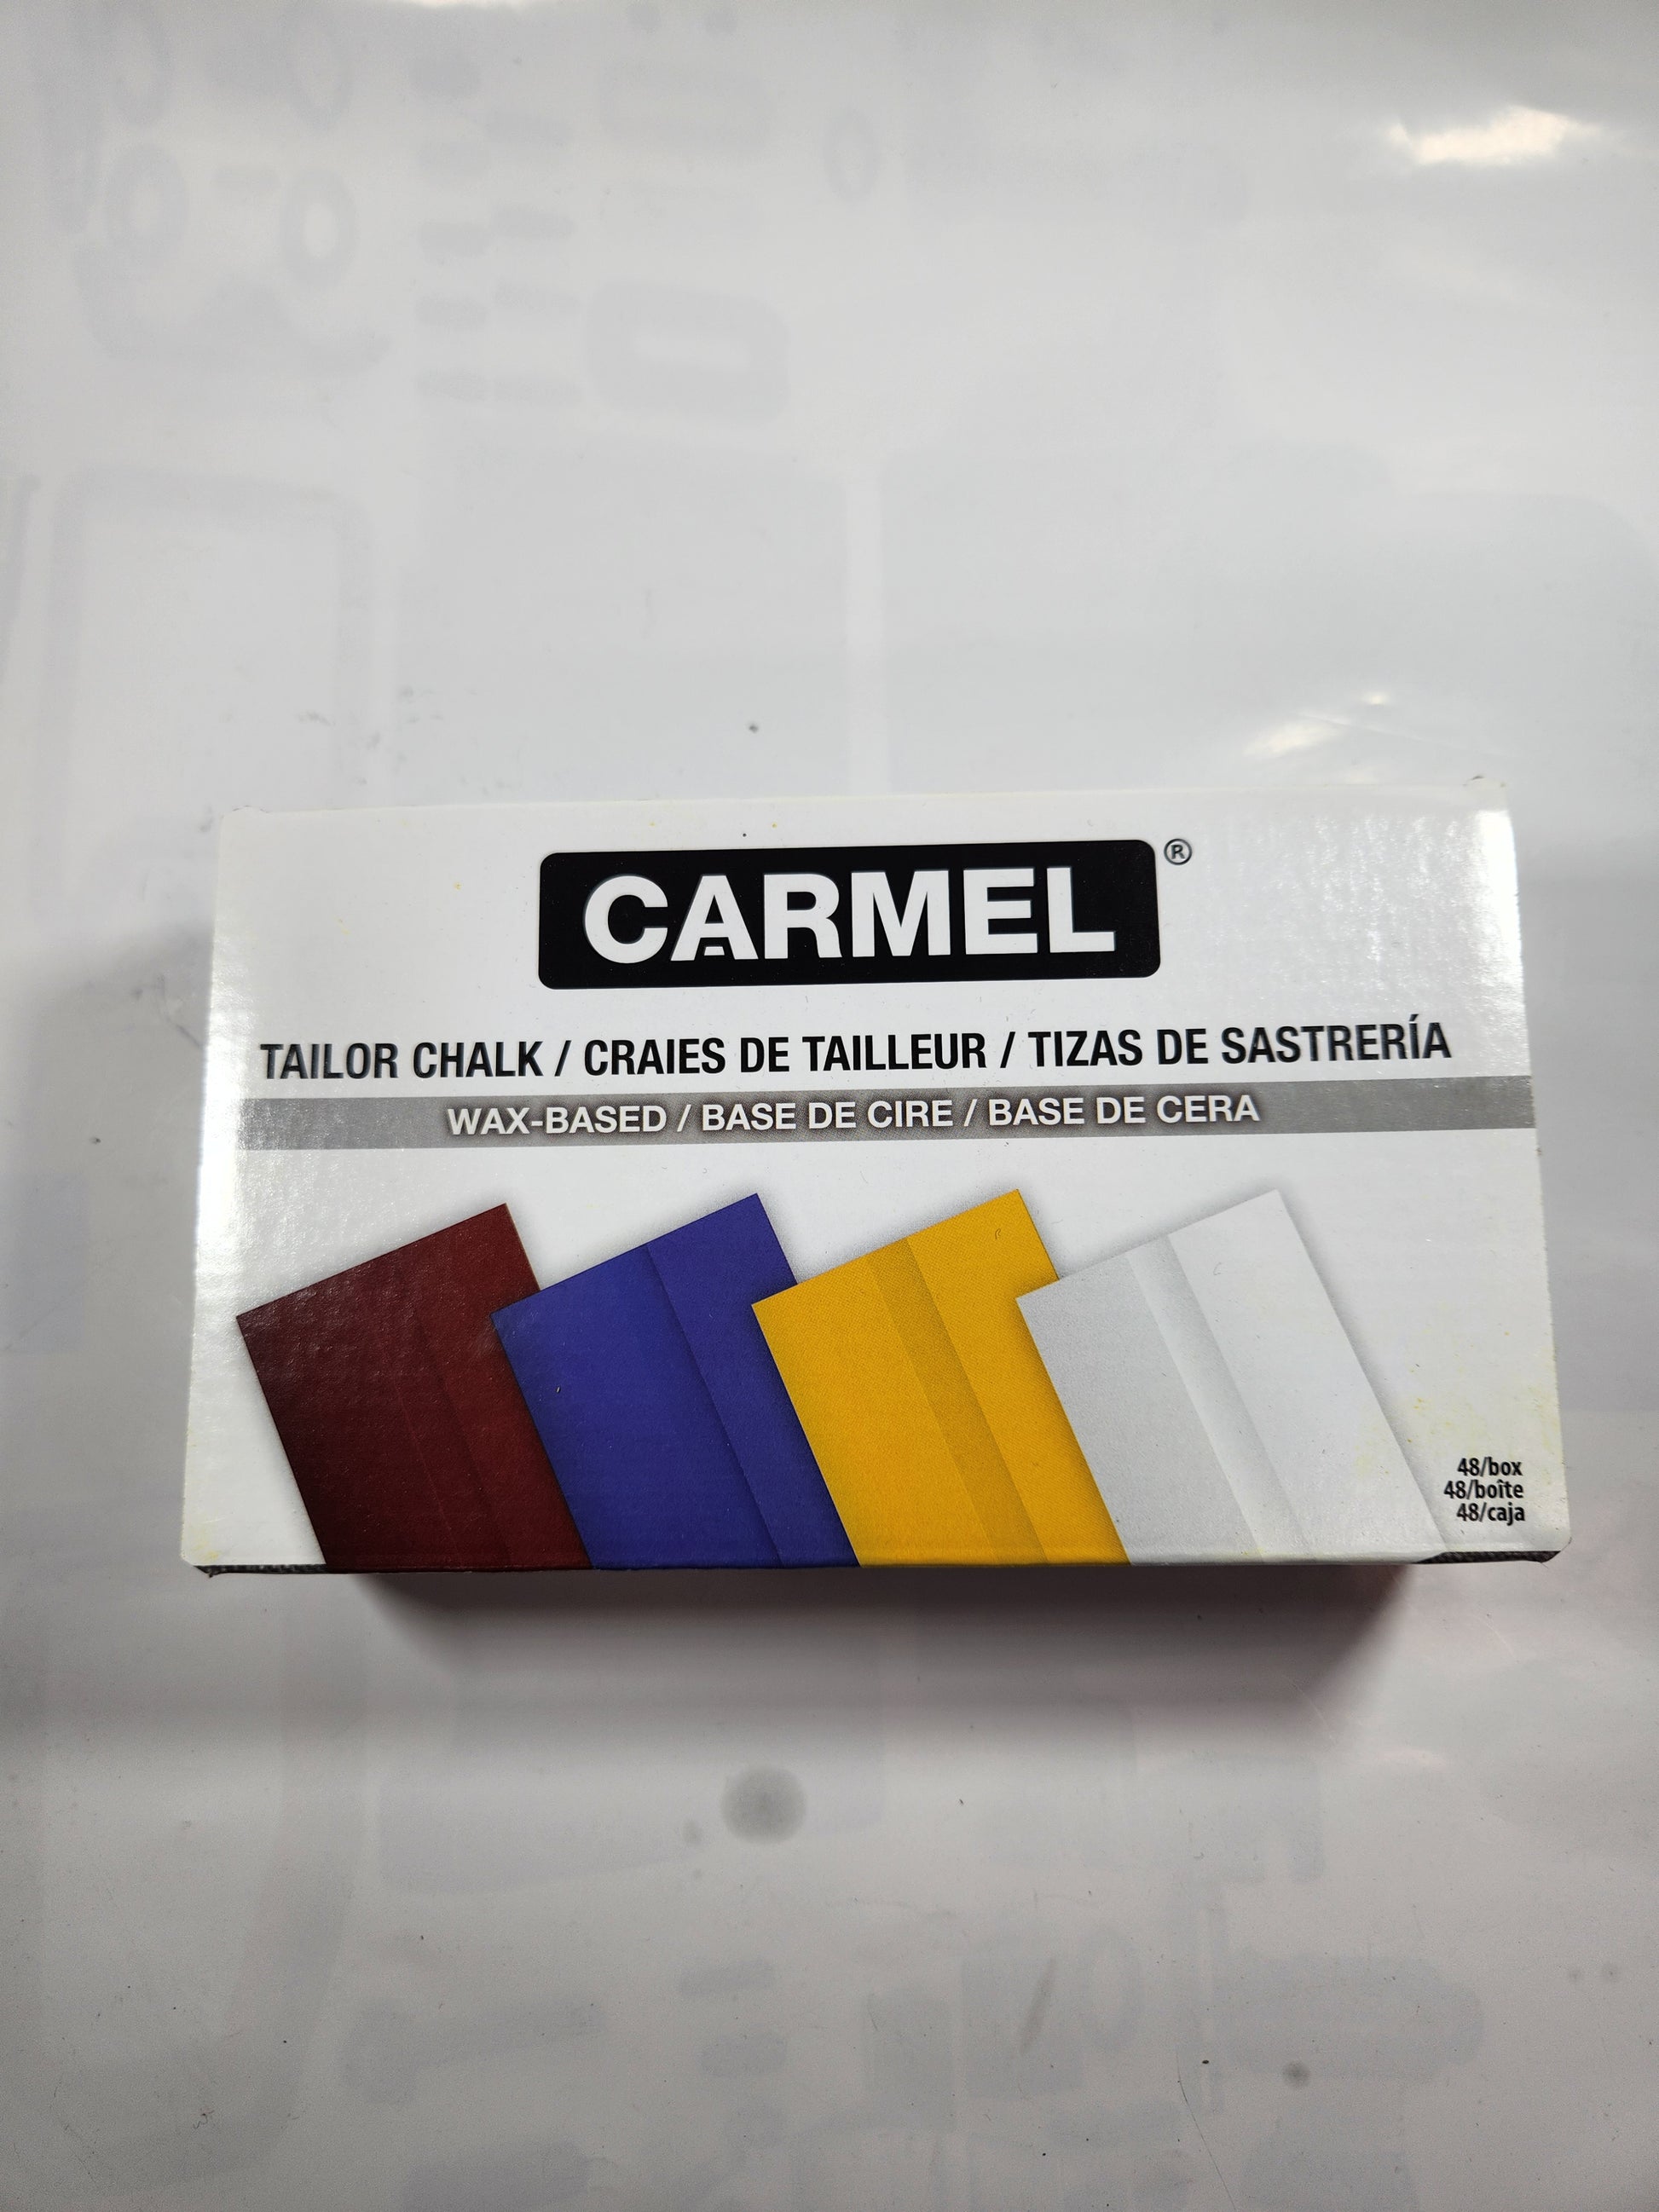 CARMEL®
TAILOR CHALK / CRAIES DE TAILLEUR / TIZAS DE SASTRERÍA
WAX-BASED / BASE DE CIRE / BASE DE CERA
48/box
48/boîte
48/caja